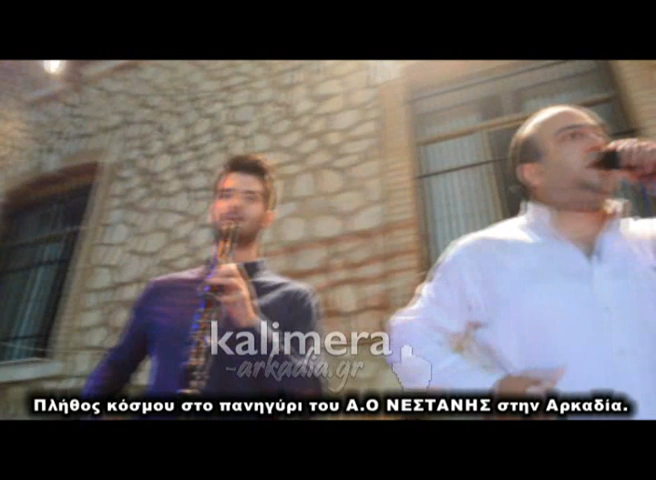 kalimera
-arkadia.gr
Πλήθος κόσμου στο πανηγύρι του Α.Ο ΝΕΣΤΑΝΗΣ στην Αρκαδία.